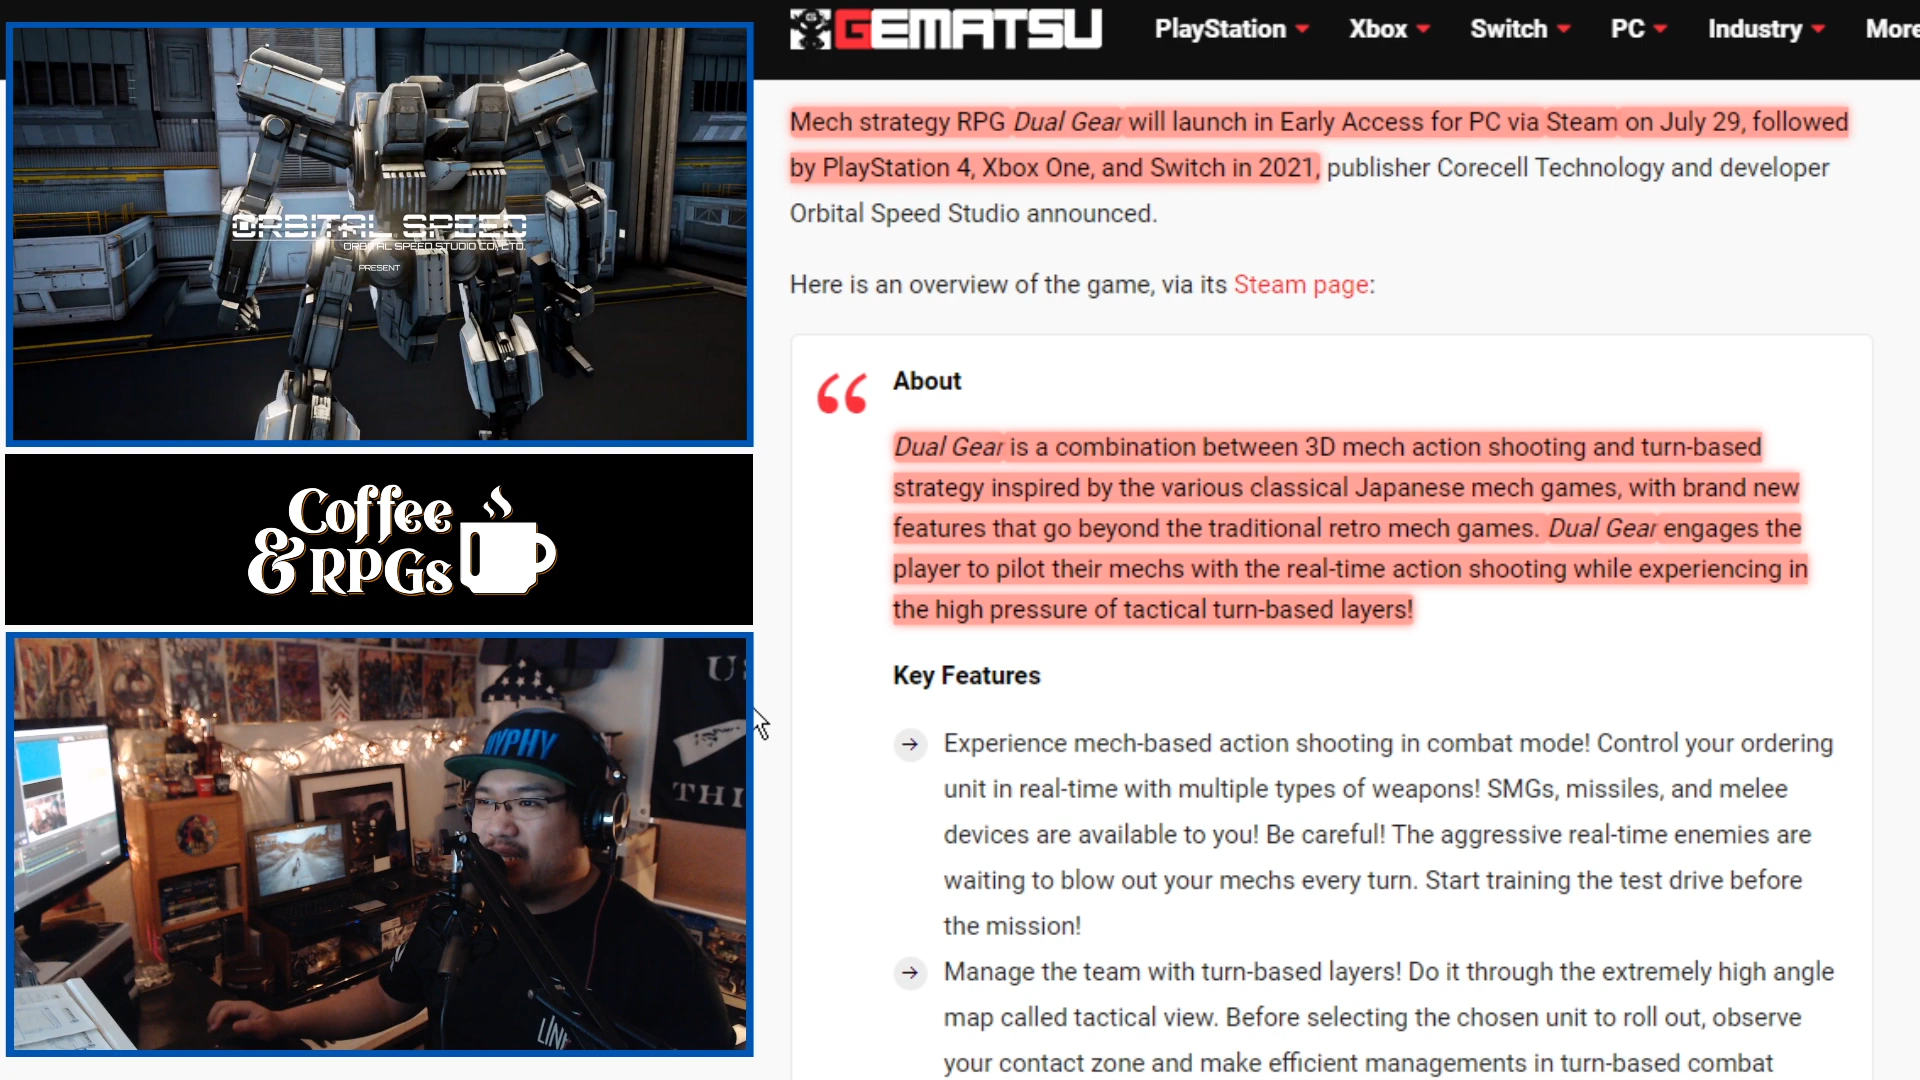 GEMATSU
PlayStation
Xbox
Switch
PC
Industry
More
Mech strategy RPG Dual Gear will launch in Early Access for PC via Steam on July 29, followed
by PlayStation 4, Xbox One, and Switch in 2021, publisher Corecell Technology and developer
Orbital Speed Studio announced.
Here is an overview of the game, via its Steam page:
“
About
Dual Gear is a combination between 3D mech action shooting and turn-based
strategy inspired by the various classical Japanese mech games, with brand new
features that go beyond the traditional retro mech games. Dual Gear engages the
player to pilot their mechs with the real-time action shooting while experiencing in
the high pressure of tactical turn-based layers!
Key Features
→ Experience mech-based action shooting in combat mode! Control your ordering
unit in real-time with multiple types of weapons! SMGs, missiles, and melee
devices are available to you! Be careful! The aggressive real-time enemies are
waiting to blow out your mechs every turn. Start training the test drive before
the mission!
→ Manage the team with turn-based layers! Do it through the extremely high angle
map called tactical view. Before selecting the chosen unit to roll out, observe
your contact zone and make efficient managements in turn-based combat
ORBITAL SPEED
ORBITAL SPEED STUDIO CO., LTD.
PRESENT
Coffee
& RPGs
HYPHY
U
THI
LIN